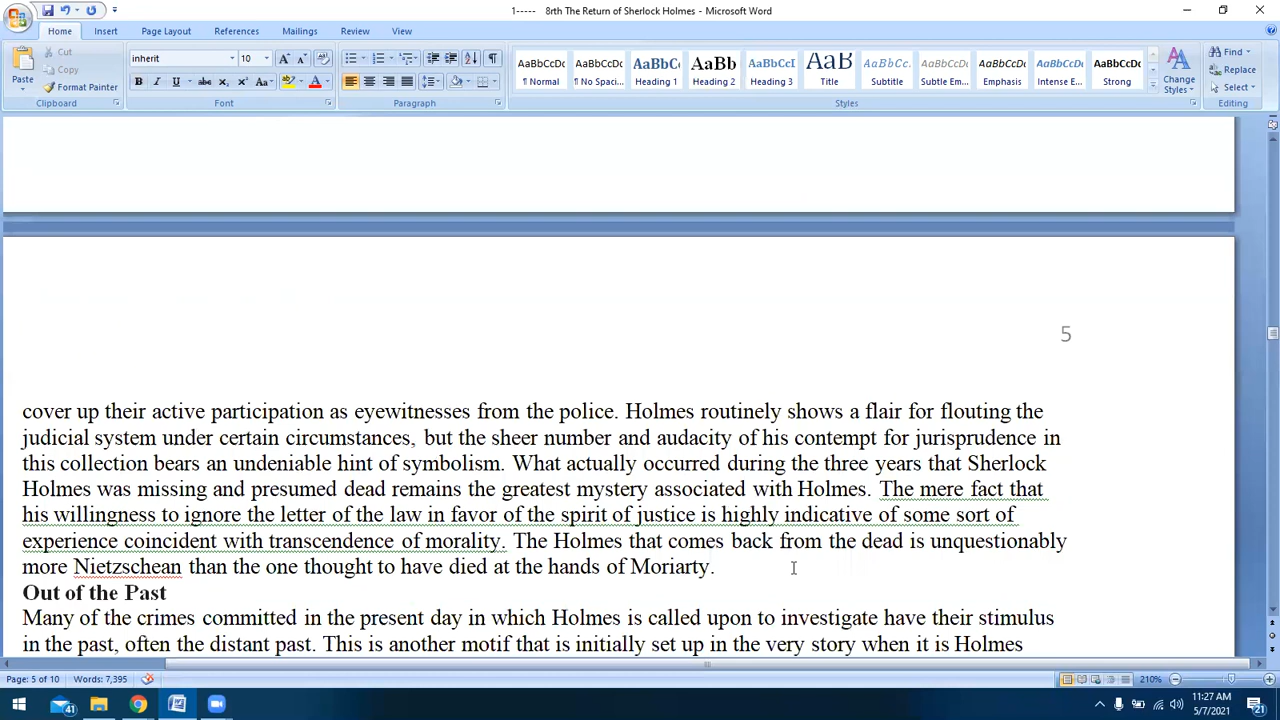 1----- 8rth The Return of Sherlock Holmes - Microsoft Word
Home Insert Page Layout References Mailings Review View
Paste
Cut
Copy
Format Painter
Clipboard
inherit 10
Font
Paragraph
AaBbCcDc AaBbCcDc AaBbCc AaBb AaBbCcI AaB AaBbCc. AaBbCcDc AaBbCcDc AaBbCcDc AaBbCcDc
¶ Normal ¶ No Spaci... Heading 1 Heading 2 Heading 3 Title Subtitle Subtle Em... Emphasis Intense E... Strong
Change Styles
Styles
Find
Replace
Select
Editing
5
cover up their active participation as eyewitnesses from the police. Holmes routinely shows a flair for flouting the
judicial system under certain circumstances, but the sheer number and audacity of his contempt for jurisprudence in
this collection bears an undeniable hint of symbolism. What actually occurred during the three years that Sherlock
Holmes was missing and presumed dead remains the greatest mystery associated with Holmes. The mere fact that
his willingness to ignore the letter of the law in favor of the spirit of justice is highly indicative of some sort of
experience coincident with transcendence of morality. The Holmes that comes back from the dead is unquestionably
more Nietzschean than the one thought to have died at the hands of Moriarty.
Out of the Past
Many of the crimes committed in the present day in which Holmes is called upon to investigate have their stimulus
in the past, often the distant past. This is another motif that is initially set up in the very story when it is Holmes
Page: 5 of 10 Words: 7,395 210%
41
11:27 AM
5/7/2021
21